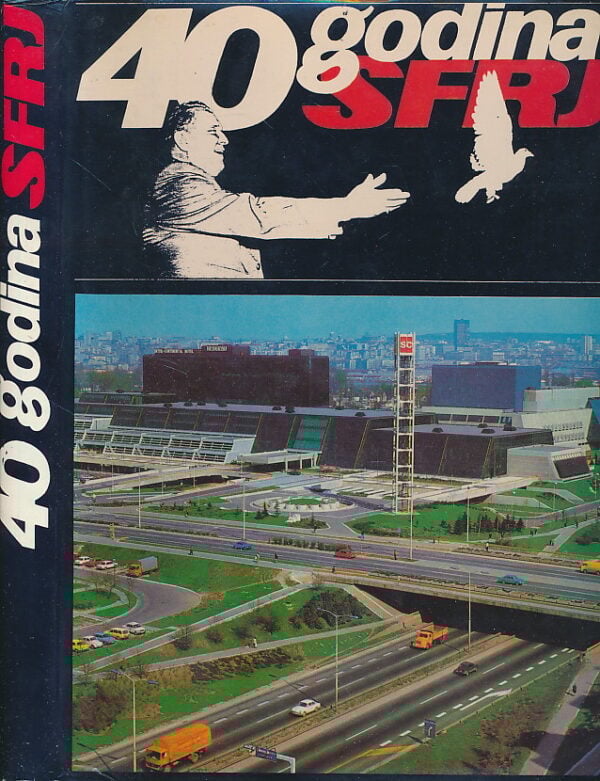 40 godina
SFRJ
40 godina SFRJ
INTER-CONTINENTAL HOTEL
SC